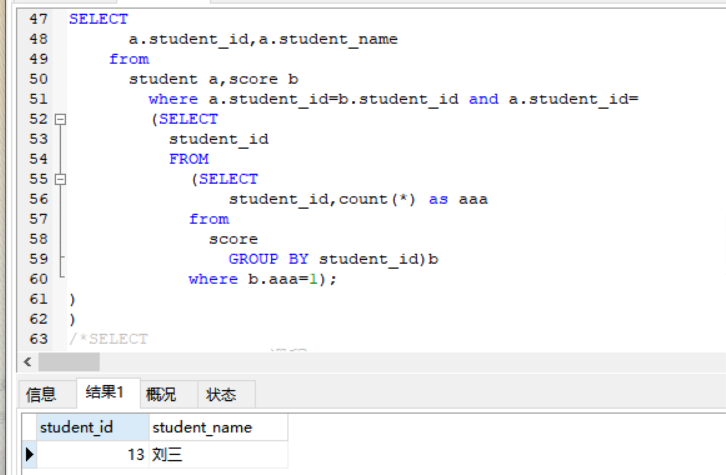 47 SELECT
48 a.student_id,a.student_name
49 from
50 student a,score b
51 where a.student_id=b.student_id and a.student_id=
52 (SELECT
53 student_id
54 FROM
55 (SELECT
56 student_id,count(*) as aaa
57 from
58 score
59 GROUP BY student_id)b
60 where b.aaa=1);
61 )
62 )
63 /*SELECT
信息 结果1 概况 状态
student_id student_name
13 刘三